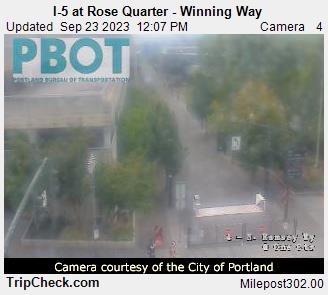 I-5 at Rose Quarter - Winning Way
Updated Sep 23 2023 12:07 PM Camera 4
PBOT
PORTLAND BUREAU OF TRANSPORTATION
Camera courtesy of the City of Portland
TripCheck.com Milepost302.00